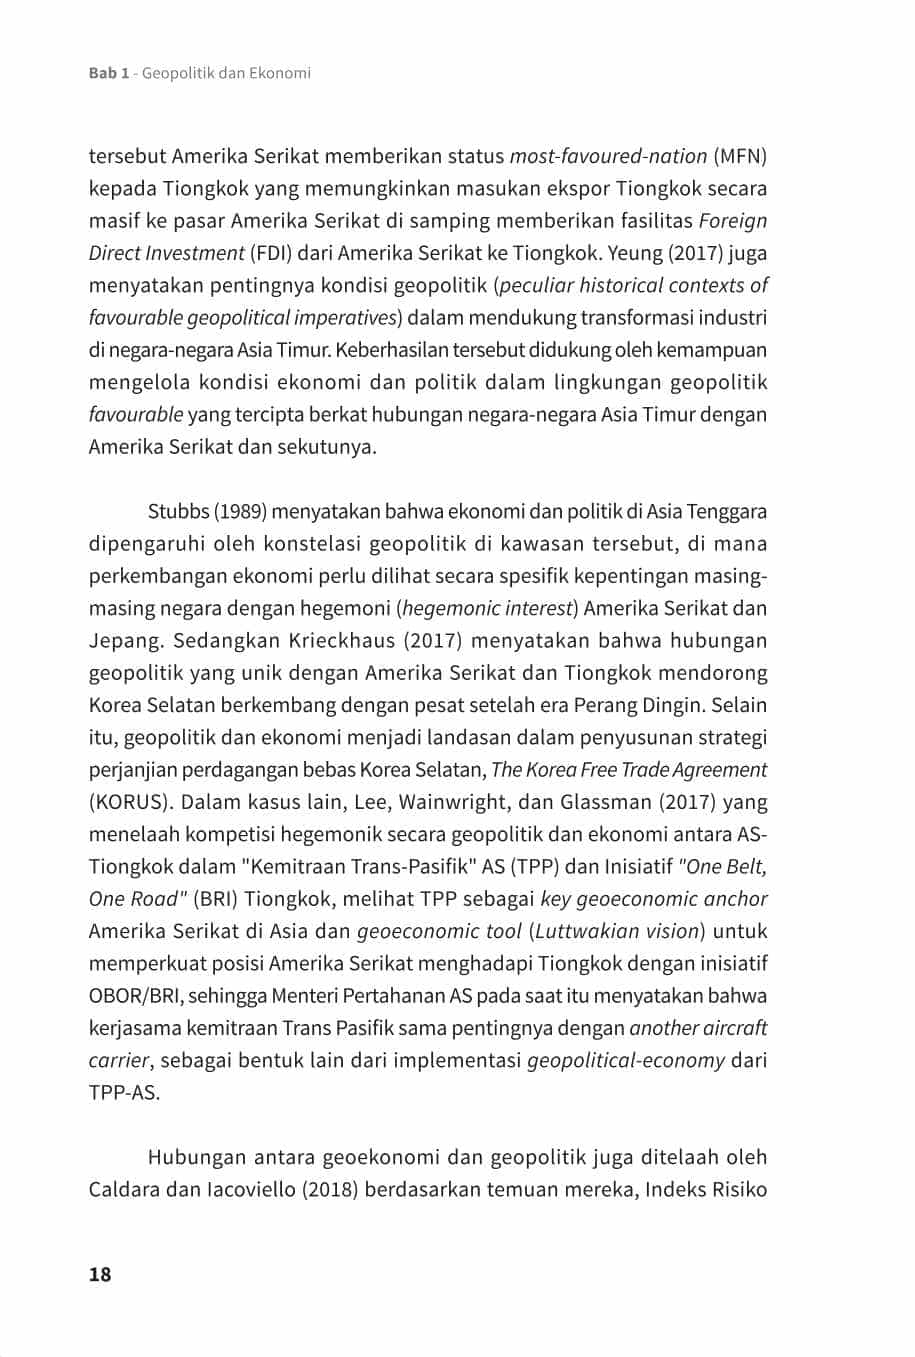 Bab 1 - Geopolitik dan Ekonomi
tersebut Amerika Serikat memberikan status most-favoured-nation (MFN)
kepada Tiongkok yang memungkinkan masukan ekspor Tiongkok secara
masif ke pasar Amerika Serikat di samping memberikan fasilitas Foreign
Direct Investment (FDI) dari Amerika Serikat ke Tiongkok. Yeung (2017) juga
menyatakan pentingnya kondisi geopolitik (peculiar historical contexts of
favourable geopolitical imperatives) dalam mendukung transformasi industri
di negara-negara Asia Timur. Keberhasilan tersebut didukung oleh kemampuan
mengelola kondisi ekonomi dan politik dalam lingkungan geopolitik
favourable yang tercipta berkat hubungan negara-negara Asia Timur dengan
Amerika Serikat dan sekutunya.
Stubbs (1989) menyatakan bahwa ekonomi dan politik di Asia Tenggara
dipengaruhi oleh konstelasi geopolitik di kawasan tersebut, di mana
perkembangan ekonomi perlu dilihat secara spesifik kepentingan masing-
masing negara dengan hegemoni (hegemonic interest) Amerika Serikat dan
Jepang. Sedangkan Krieckhaus (2017) menyatakan bahwa hubungan
geopolitik yang unik dengan Amerika Serikat dan Tiongkok mendorong
Korea Selatan berkembang dengan pesat setelah era Perang Dingin. Selain
itu, geopolitik dan ekonomi menjadi landasan dalam penyusunan strategi
perjanjian perdagangan bebas Korea Selatan, The Korea Free Trade Agreement
(KORUS). Dalam kasus lain, Lee, Wainwright, dan Glassman (2017) yang
menelaah kompetisi hegemonik secara geopolitik dan ekonomi antara AS-
Tiongkok dalam "Kemitraan Trans-Pasifik" AS (TPP) dan Inisiatif "One Belt,
One Road" (BRI) Tiongkok, melihat TPP sebagai key geoeconomic anchor
Amerika Serikat di Asia dan geoeconomic tool (Luttwakian vision) untuk
memperkuat posisi Amerika Serikat menghadapi Tiongkok dengan inisiatif
OBOR/BRI, sehingga Menteri Pertahanan AS pada saat itu menyatakan bahwa
kerjasama kemitraan Trans Pasifik sama pentingnya dengan another aircraft
carrier, sebagai bentuk lain dari implementasi geopolitical-economy dari
TPP-AS.
Hubungan antara geoekonomi dan geopolitik juga ditelaah oleh
Caldara dan Iacoviello (2018) berdasarkan temuan mereka, Indeks Risiko
18